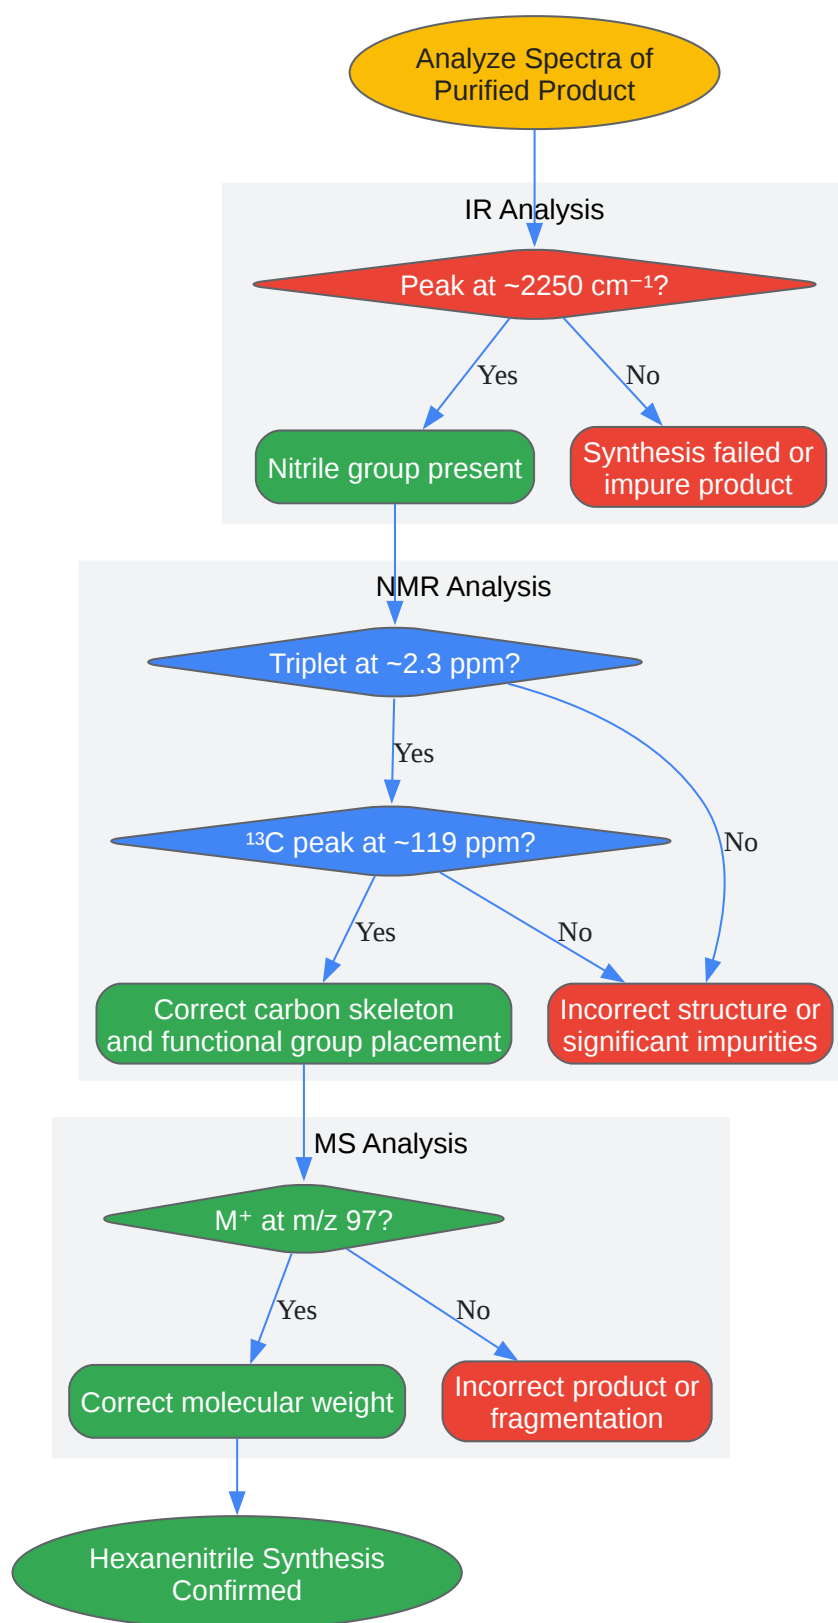 Analyze Spectra of
Purified Product
IR Analysis
Peak at ~2250 cm⁻¹?
Yes
No
Nitrile group present
Synthesis failed or
impure product
NMR Analysis
Triplet at ~2.3 ppm?
Yes
¹³C peak at ~119 ppm?
No
Yes
No
Correct carbon skeleton
and functional group placement
Incorrect structure or
significant impurities
MS Analysis
M⁺ at m/z 97?
Yes
No
Correct molecular weight
Incorrect product or
fragmentation
Hexanenitrile Synthesis
Confirmed